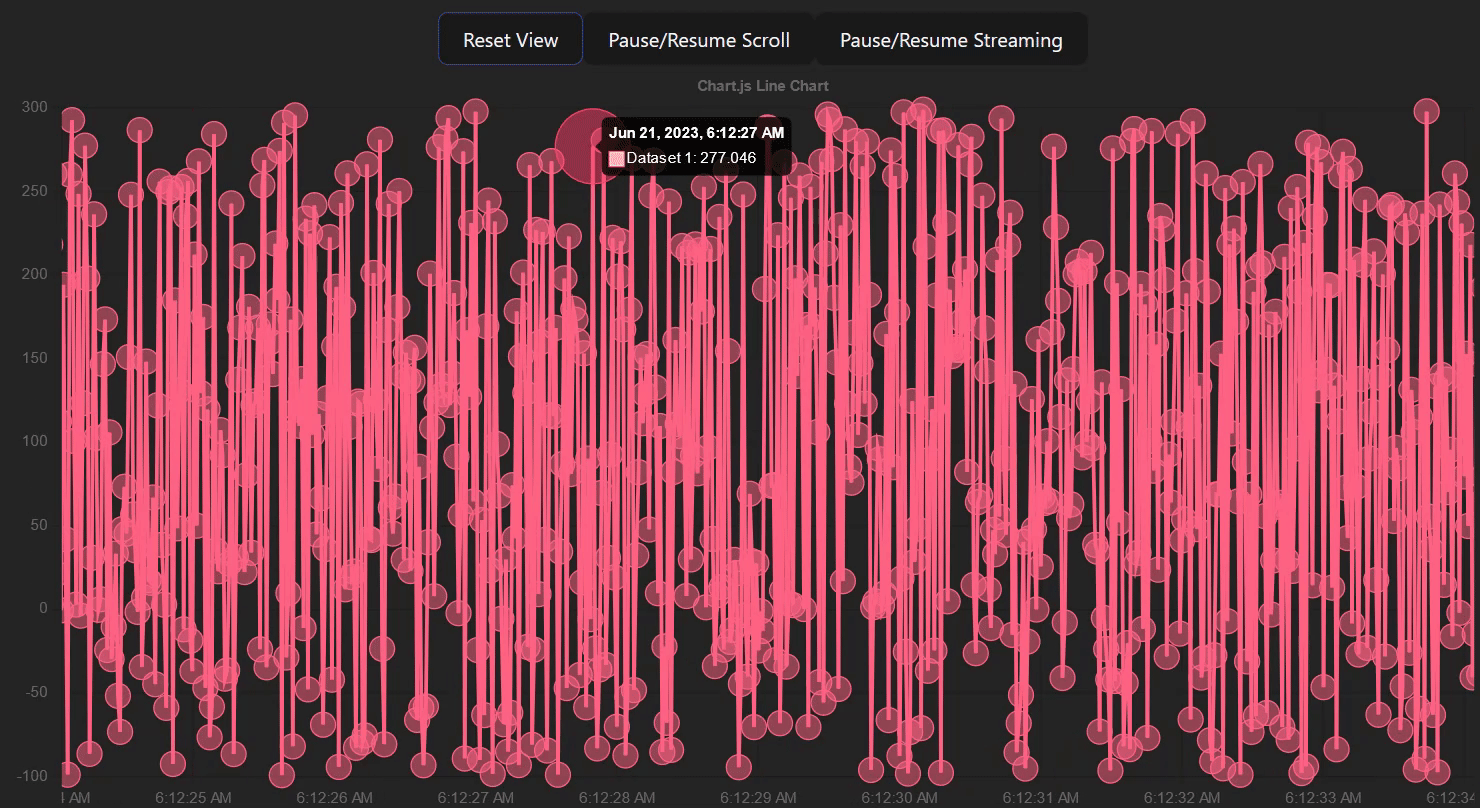 Reset View
Pause/Resume Scroll
Pause/Resume Streaming
Chart.js Line Chart
300
250
200
150
100
50
0
-50
-100
Jun 21, 2023, 6:12:27 AM
Dataset 1: 277.046
AM
6:12:25 AM
6:12:26 AM
6:12:27 AM
6:12:28 AM
6:12:29 AM
6:12:30 AM
6:12:31 AM
6:12:32 AM
6:12:33 AM
6:12:34